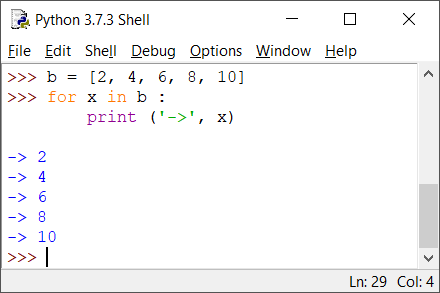 Python 3.7.3 Shell
File Edit Shell Debug Options Window Help
>>> b = [2, 4, 6, 8, 10]
>>> for x in b :
        print ('->', x)

-> 2
-> 4
-> 6
-> 8
-> 10
>>>
Ln: 29 Col: 4